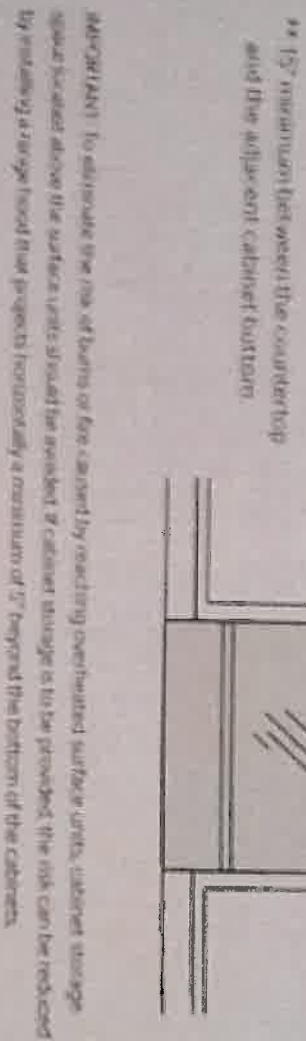 ** 15" minimum between the countertop
and the adjacent cabinet bottom.
IMPORTANT: To eliminate the risk of burns or fire caused by reaching overheated surface units, cabinet storage
space located above the surface units should be avoided. If cabinet storage is to be provided, the risk can be reduced
by installing a range hood that projects horizontally a minimum of 5" beyond the bottom of the cabinets.